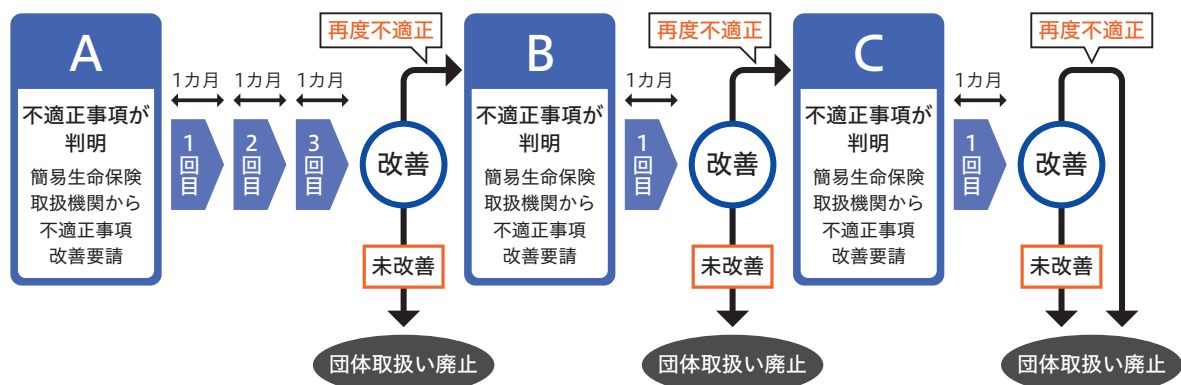 A
不適正事項が
判明
簡易生命保険
取扱機関から
不適正事項
改善要請
1カ月
1カ月
1カ月
1回目
2回目
3回目
再度不適正
改善
未改善
団体取扱い廃止
B
不適正事項が
判明
簡易生命保険
取扱機関から
不適正事項
改善要請
1カ月
1回目
再度不適正
改善
未改善
団体取扱い廃止
C
不適正事項が
判明
簡易生命保険
取扱機関から
不適正事項
改善要請
1カ月
1回目
再度不適正
改善
未改善
団体取扱い廃止